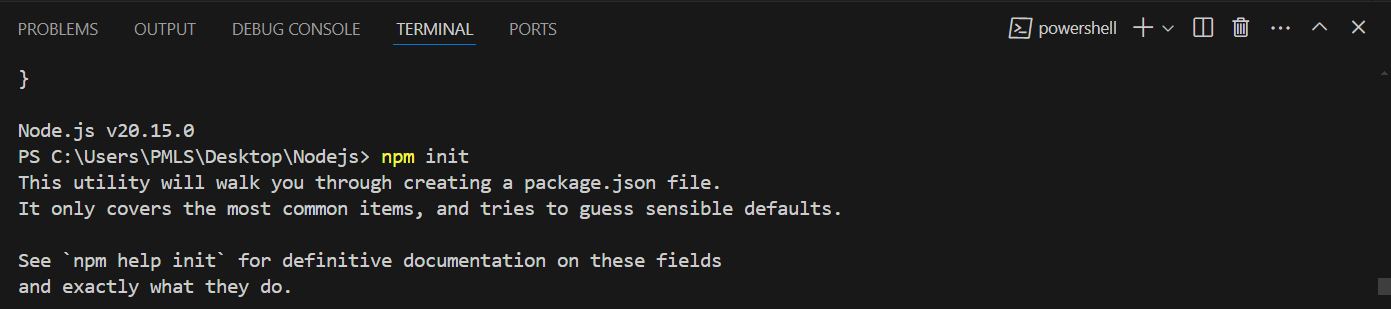 PROBLEMS OUTPUT DEBUG CONSOLE TERMINAL PORTS powershell
}
Node.js v20.15.0
PS C:\Users\PMLS\Desktop\Nodejs> npm init
This utility will walk you through creating a package.json file.
It only covers the most common items, and tries to guess sensible defaults.
See `npm help init` for definitive documentation on these fields
and exactly what they do.